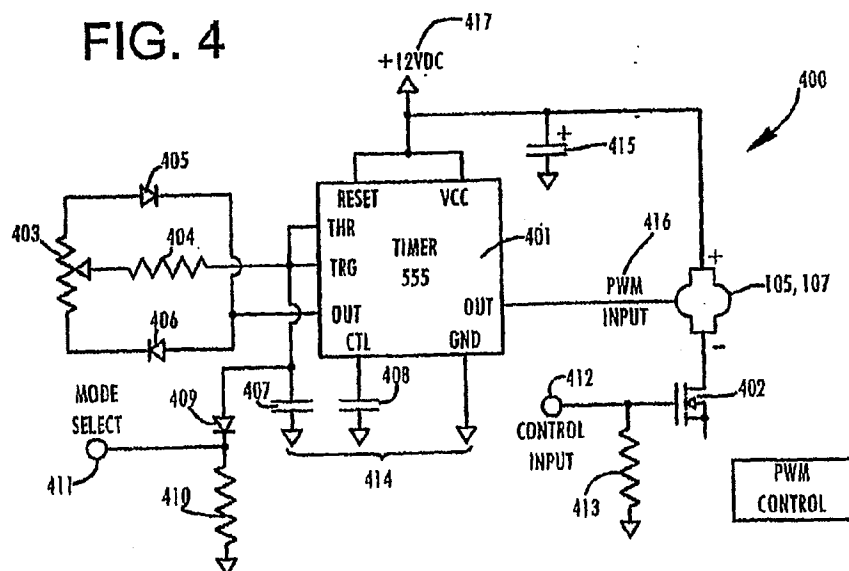 FIG. 4
417
+12VDC
400
405
+
415
RESET
VCC
403
404
THR
TIMER
555
401
416
TRG
PWM
INPUT
+
105, 107
406
OUT
OUT
CTL
GND
-
MODE
SELECT
409
407
408
412
402
CONTROL
INPUT
411
410
414
413
PWM
CONTROL